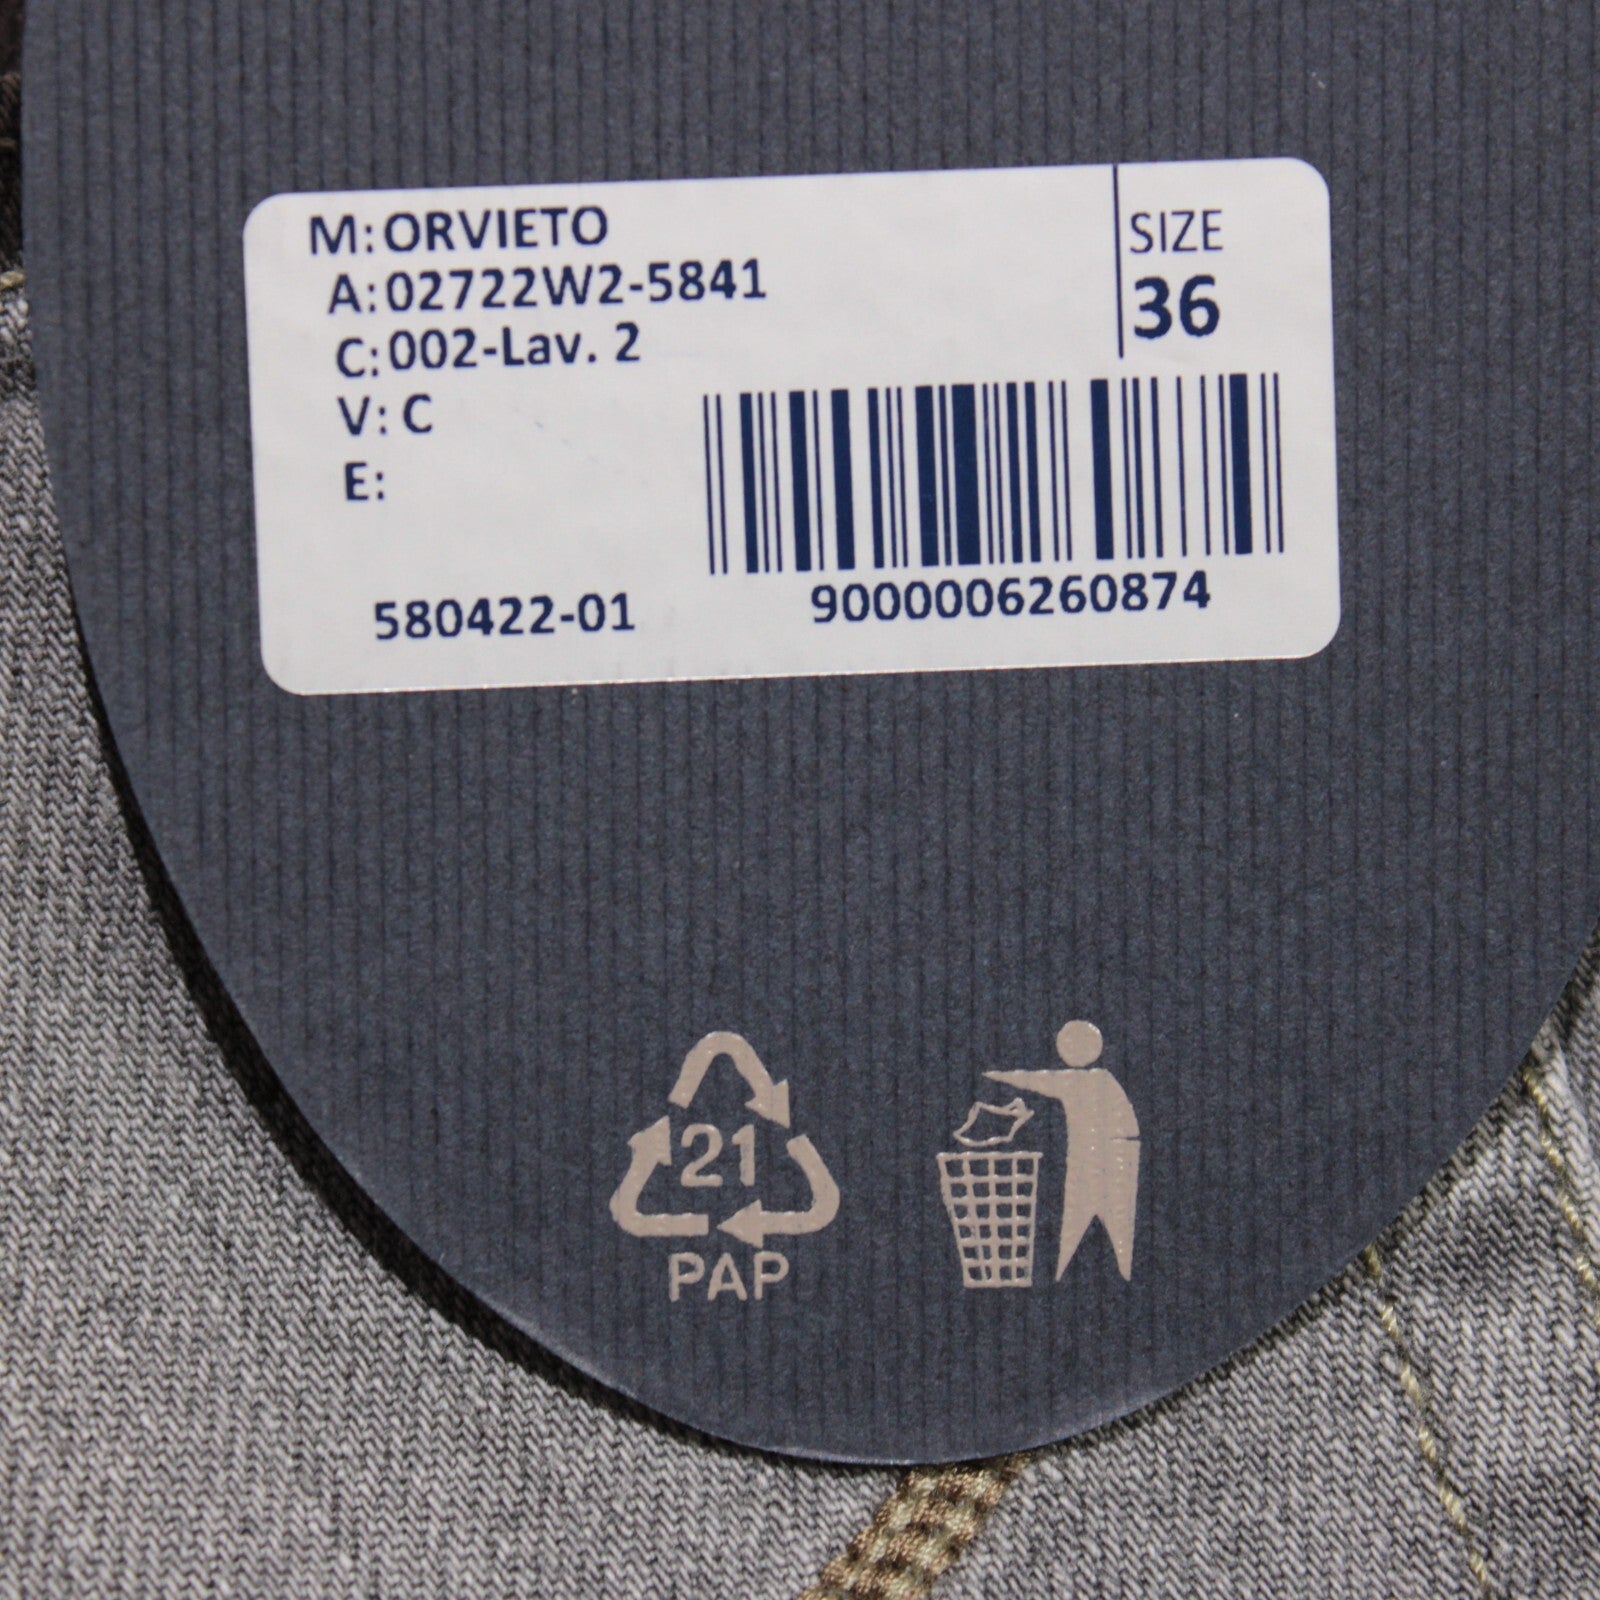 M: ORVIETO
A: 02722W2-5841
C: 002-Lav. 2
V: C
E:
SIZE
36
580422-01
9000006260874
21
PAP